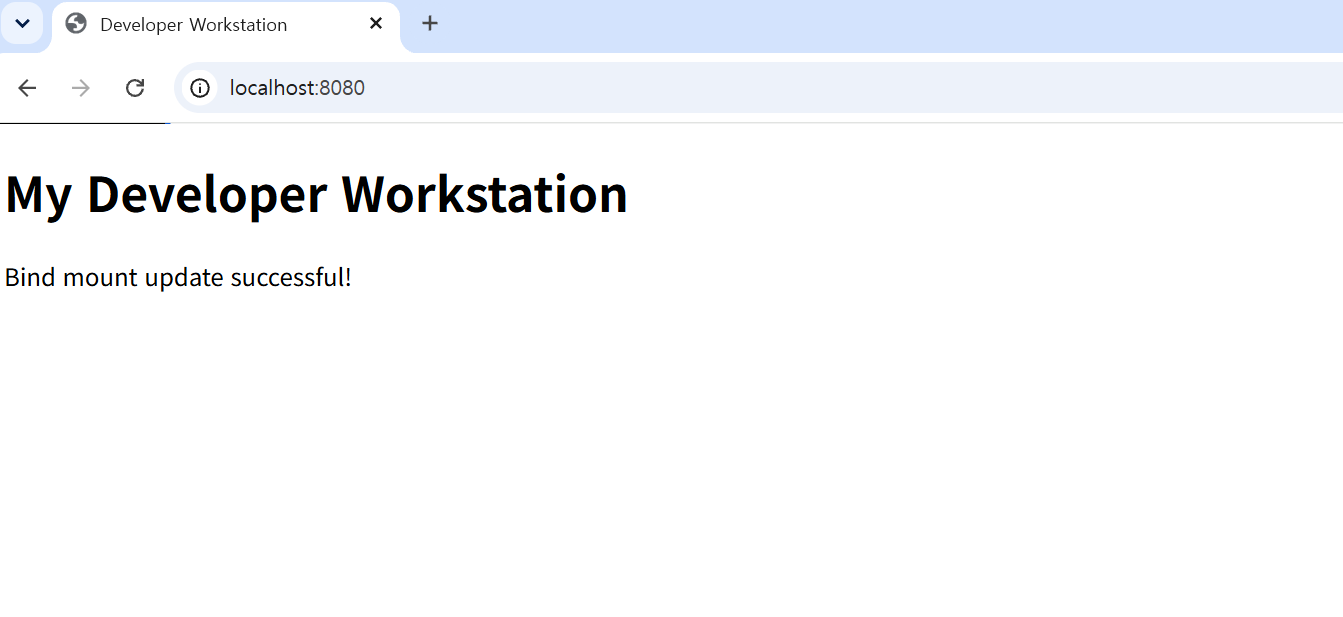 Developer Workstation
localhost:8080
My Developer Workstation
Bind mount update successful!